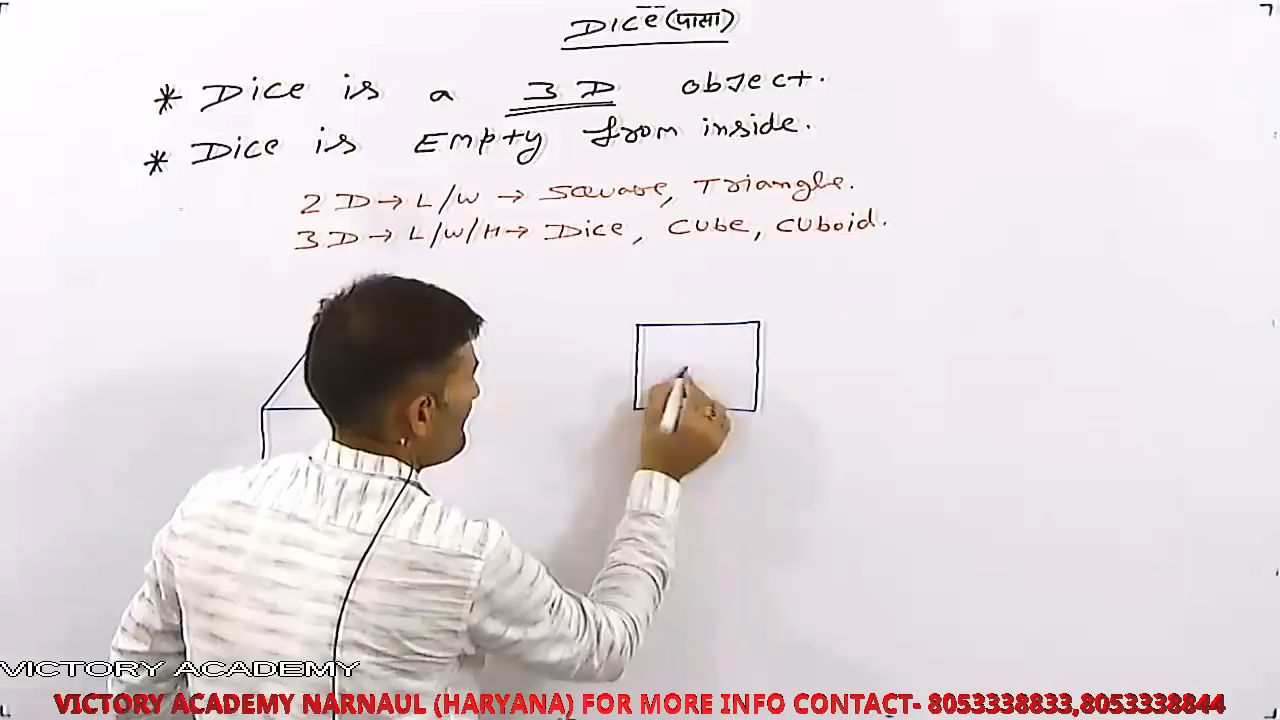 Dice (पासा)
* Dice is a 3D object.
* Dice is Empty from inside.
2D → L/W → Square, Triangle.
3D → L/W/H → Dice, Cube, Cuboid.
VICTORY ACADEMY
VICTORY ACADEMY NARNAUL (HARYANA) FOR MORE INFO CONTACT- 8053338833,8053338844